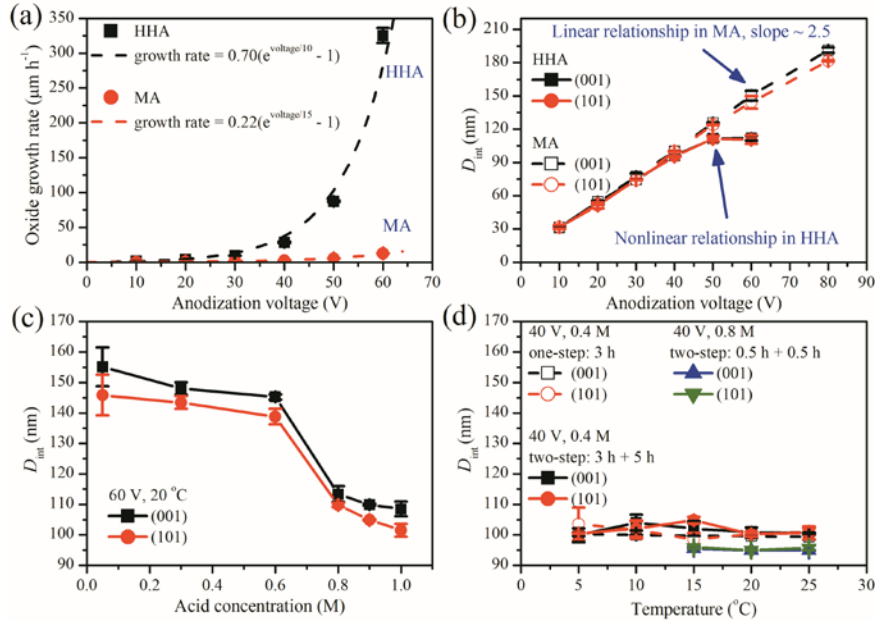 (a)
350
300
250
200
150
100
50
0
Oxide growth rate (μm h⁻¹)
HHA
growth rate = 0.70(e^voltage/10 - 1)
HHA
MA
growth rate = 0.22(e^voltage/15 - 1)
MA
0 10 20 30 40 50 60 70
Anodization voltage (V)
(b)
210
180
150
120
90
60
30
0
D_int (nm)
Linear relationship in MA, slope ~ 2.5
HHA
(001)
(101)
MA
(001)
(101)
Nonlinear relationship in HHA
0 10 20 30 40 50 60 70 80 90
Anodization voltage (V)
(c)
170
160
150
140
130
120
110
100
90
D_int (nm)
60 V, 20 °C
(001)
(101)
0.0 0.2 0.4 0.6 0.8 1.0
Acid concentration (M)
(d)
170
160
150
140
130
120
110
100
90
D_int (nm)
40 V, 0.4 M
one-step: 3 h
(001)
(101)
40 V, 0.8 M
two-step: 0.5 h + 0.5 h
(001)
(101)
40 V, 0.4 M
two-step: 3 h + 5 h
(001)
(101)
0 5 10 15 20 25 30
Temperature (°C)